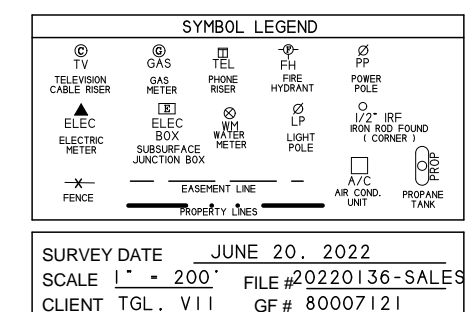 SYMBOL LEGEND
C G P
TV GAS TEL FH PP
TELEVISION CABLE RISER
GAS METER
PHONE RISER
FIRE HYDRANT
POWER POLE
E
ELEC ELEC BOX WM LP 1/2" IRF
ELECTRIC METER
SUBSURFACE JUNCTION BOX
WATER METER
LIGHT POLE
IRON ROD FOUND
( CORNER )
X
FENCE
EASEMENT LINE
PROPERTY LINES
A/C
AIR COND. UNIT
PROP
PROPANE TANK
SURVEY DATE JUNE 20, 2022
SCALE 1" = 200' FILE # 20220136-SALES
CLIENT TGL, VII GF # 80007121